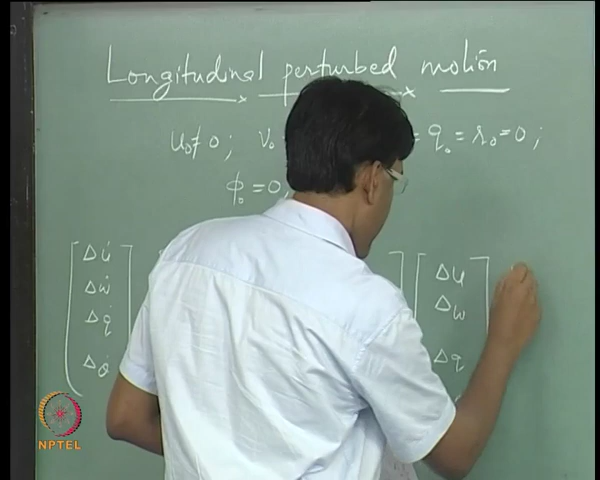 Longitudinal perturbed motion
u₀ ≠ 0 ; v₀ = q₀ = r₀ = 0 ;
ϕ₀ = 0,
Δu̇ Δu
Δẇ Δw
Δq̇ Δq
Δθ̇
NPTEL